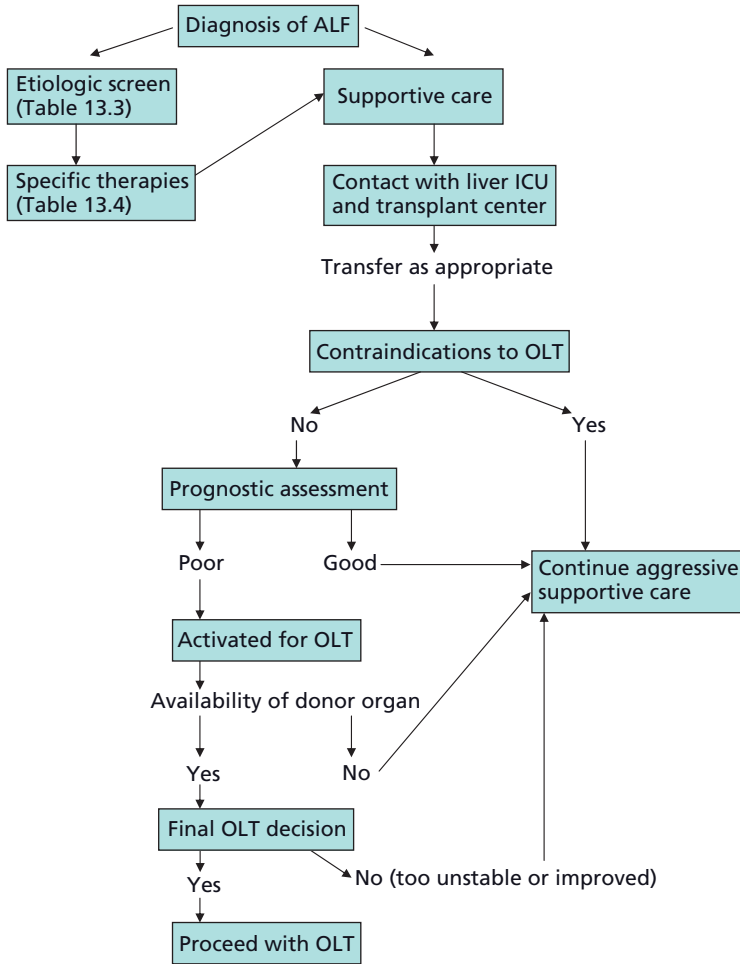 Diagnosis of ALF
Etiologic screen
(Table 13.3)
Supportive care
Specific therapies
(Table 13.4)
Contact with liver ICU
and transplant center
Transfer as appropriate
Contraindications to OLT
No
Yes
Prognostic assessment
Poor
Good
Continue aggressive
supportive care
Activated for OLT
Availability of donor organ
Yes
No
Final OLT decision
Yes
No (too unstable or improved)
Proceed with OLT